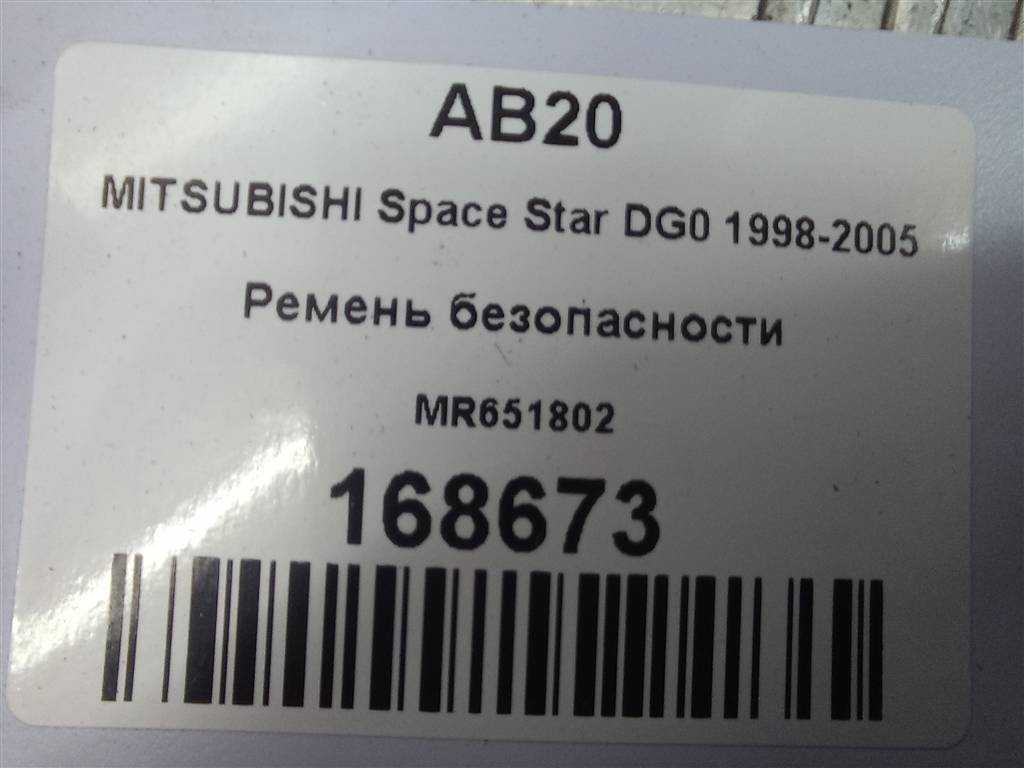 AB20
MITSUBISHI Space Star DG0 1998-2005
Ремень безопасности
MR651802
168673